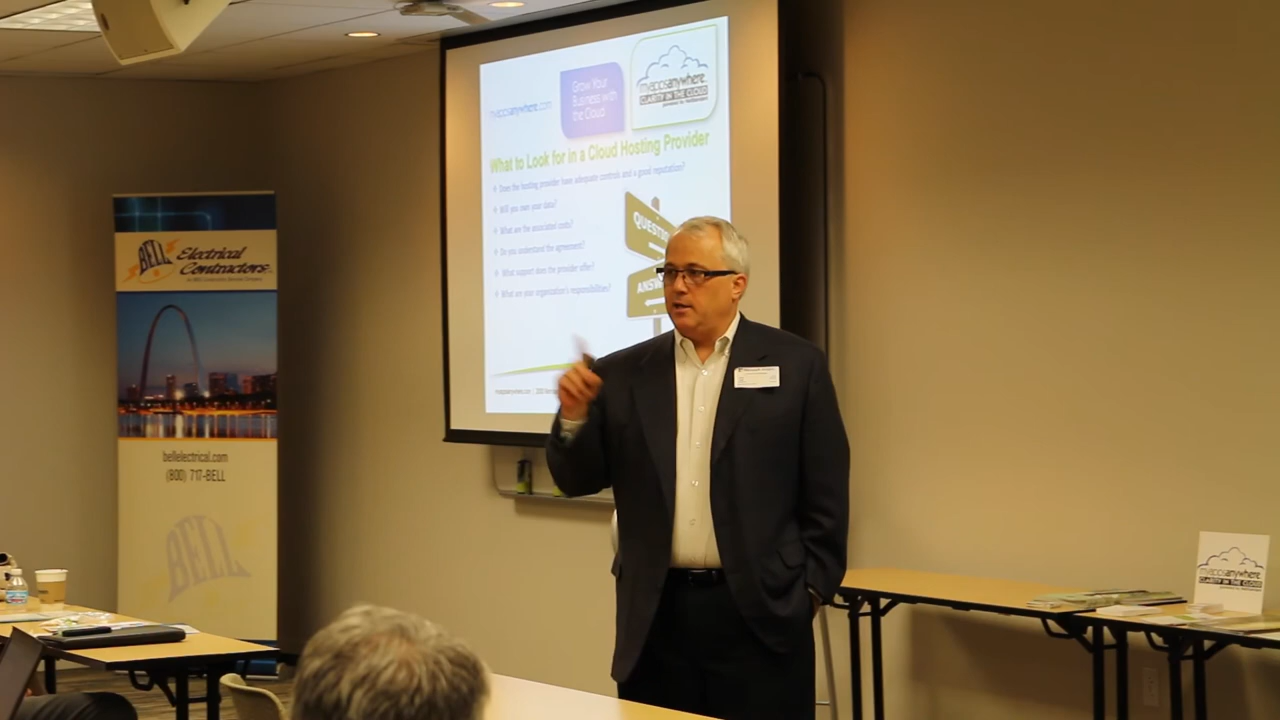 BELL
Electrical
Contractors
bellelectrical.com
(800) 717-BELL
BELL
myappsanywhere.com
Grow Your
Business with
the Cloud
myappsanywhere
CLARITY IN THE CLOUD
What to Look for in a Cloud Hosting Provider
Does the hosting provider have adequate controls and a good reputation?
Will you own your data?
What are the associated costs?
Do you understand the agreement?
What support does the provider offer?
What are your organization's responsibilities?
QUESTIO
ANSW
myappsanywhere
CLARITY IN THE CLOUD